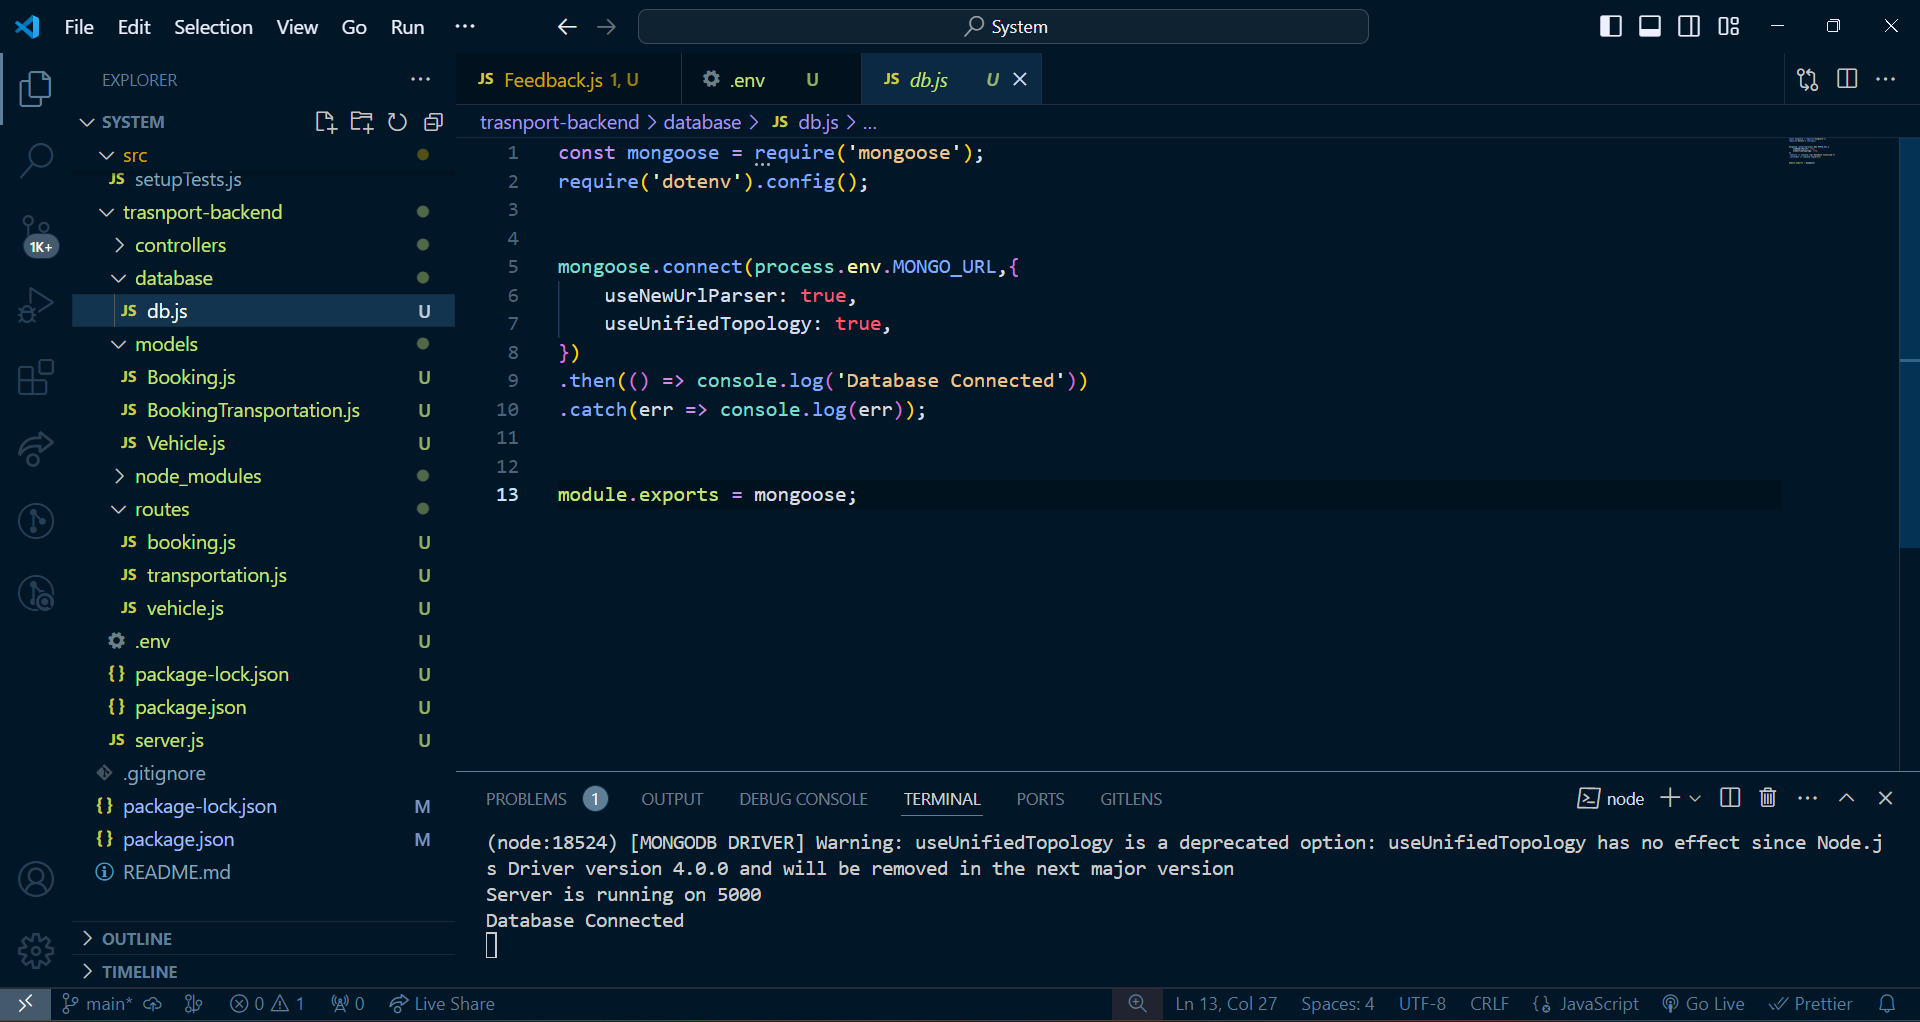 File Edit Selection View Go Run ···
System
EXPLORER ···
JS Feedback.js 1, U
.env U
JS db.js U
SYSTEM
trasnport-backend > database > JS db.js > ...
src
JS setupTests.js
trasnport-backend
controllers
database
JS db.js U
models
JS Booking.js U
JS BookingTransportation.js U
JS Vehicle.js U
node_modules
routes
JS booking.js U
JS transportation.js U
JS vehicle.js U
.env U
{} package-lock.json U
{} package.json U
JS server.js U
.gitignore
{} package-lock.json M
{} package.json M
README.md
OUTLINE
TIMELINE
1K+
1 const mongoose = require('mongoose');
2 require('dotenv').config();
3
4
5 mongoose.connect(process.env.MONGO_URL,{
6 useNewUrlParser: true,
7 useUnifiedTopology: true,
8 })
9 .then(() => console.log('Database Connected'))
10 .catch(err => console.log(err));
11
12
13 module.exports = mongoose;
PROBLEMS 1 OUTPUT DEBUG CONSOLE TERMINAL PORTS GITLENS
node
(node:18524) [MONGODB DRIVER] Warning: useUnifiedTopology is a deprecated option: useUnifiedTopology has no effect since Node.j
s Driver version 4.0.0 and will be removed in the next major version
Server is running on 5000
Database Connected
main* 0 1 0 Live Share
Ln 13, Col 27 Spaces: 4 UTF-8 CRLF JavaScript Go Live Prettier